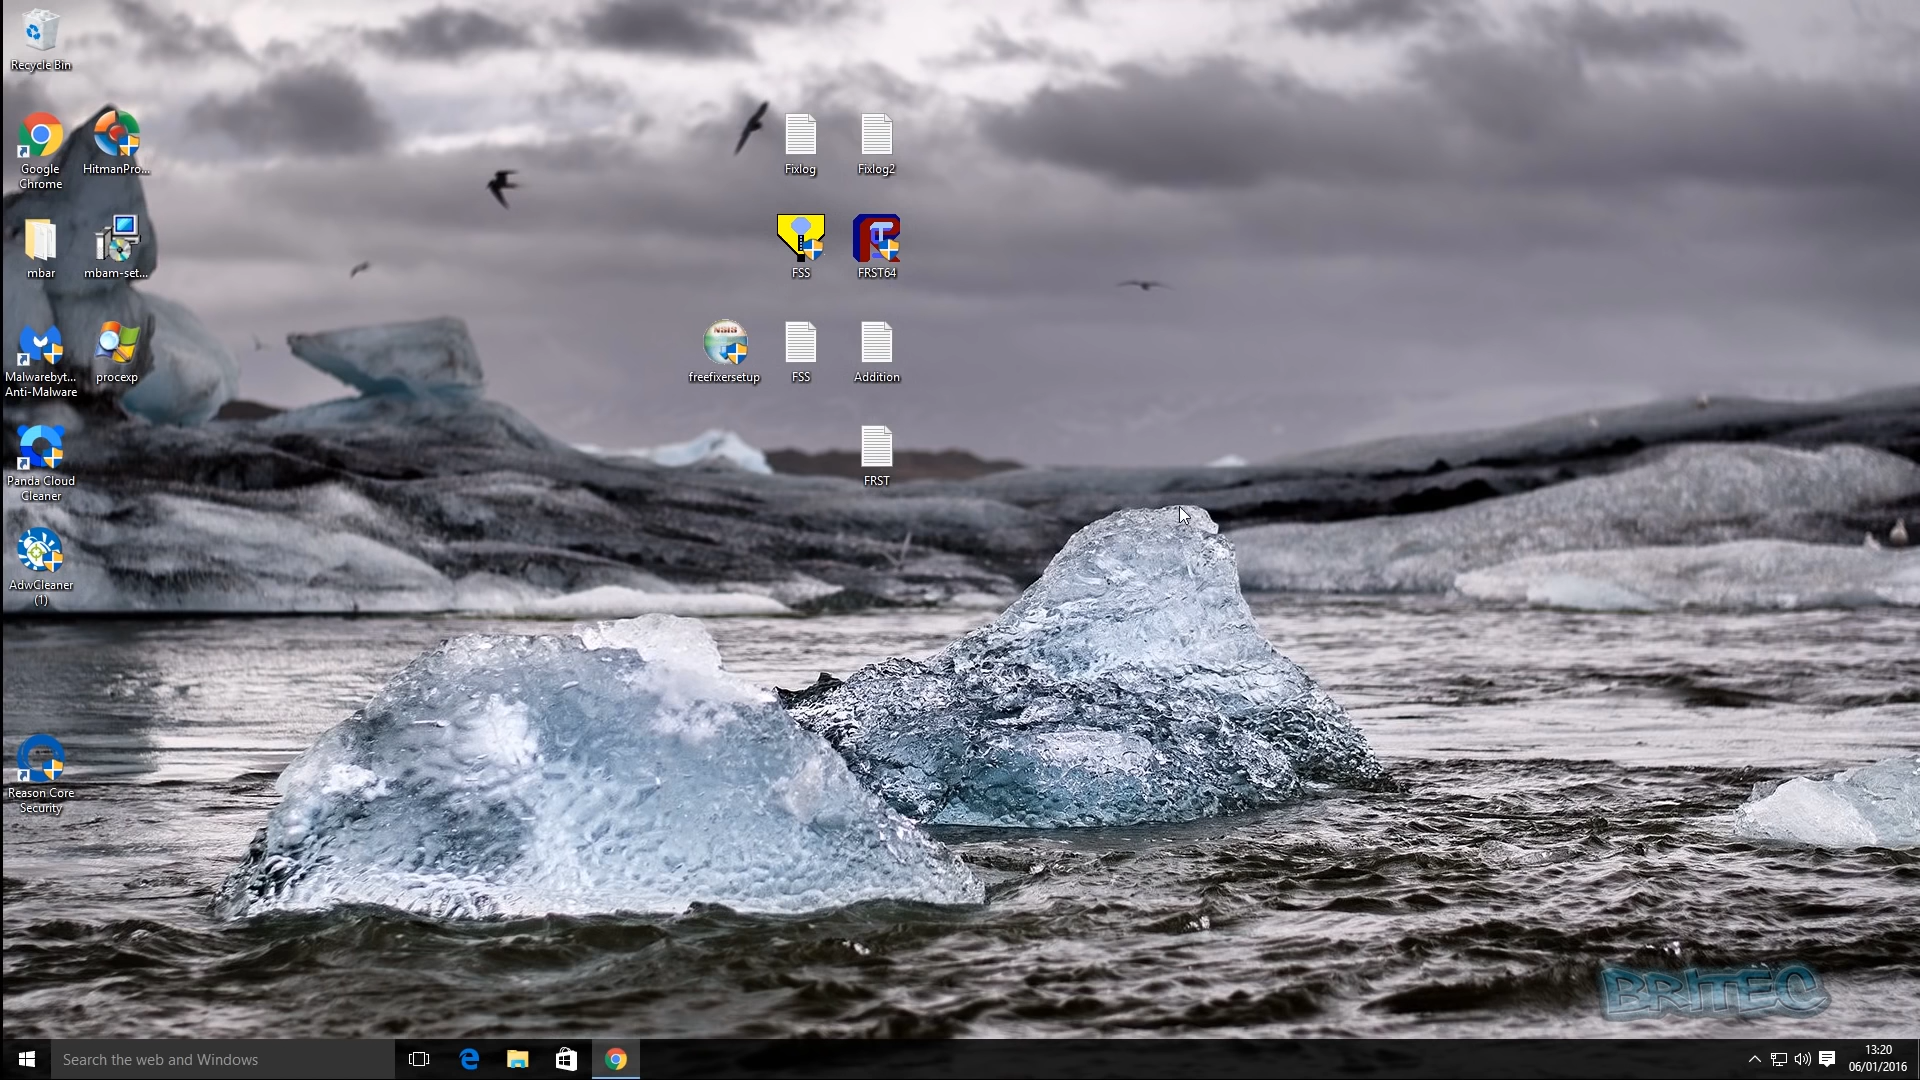 Recycle Bin
Google
Chrome
HitmanPro...
Fixlog
Fixlog2
mbar
mbam-set...
FSS
FRST64
Malwarebyt...
Anti-Malware
procexp
freefixersetup
FSS
Addition
Panda Cloud
Cleaner
FRST
AdwCleaner
(1)
Reason Core
Security
BRITEC
Search the web and Windows
13:20
06/01/2016